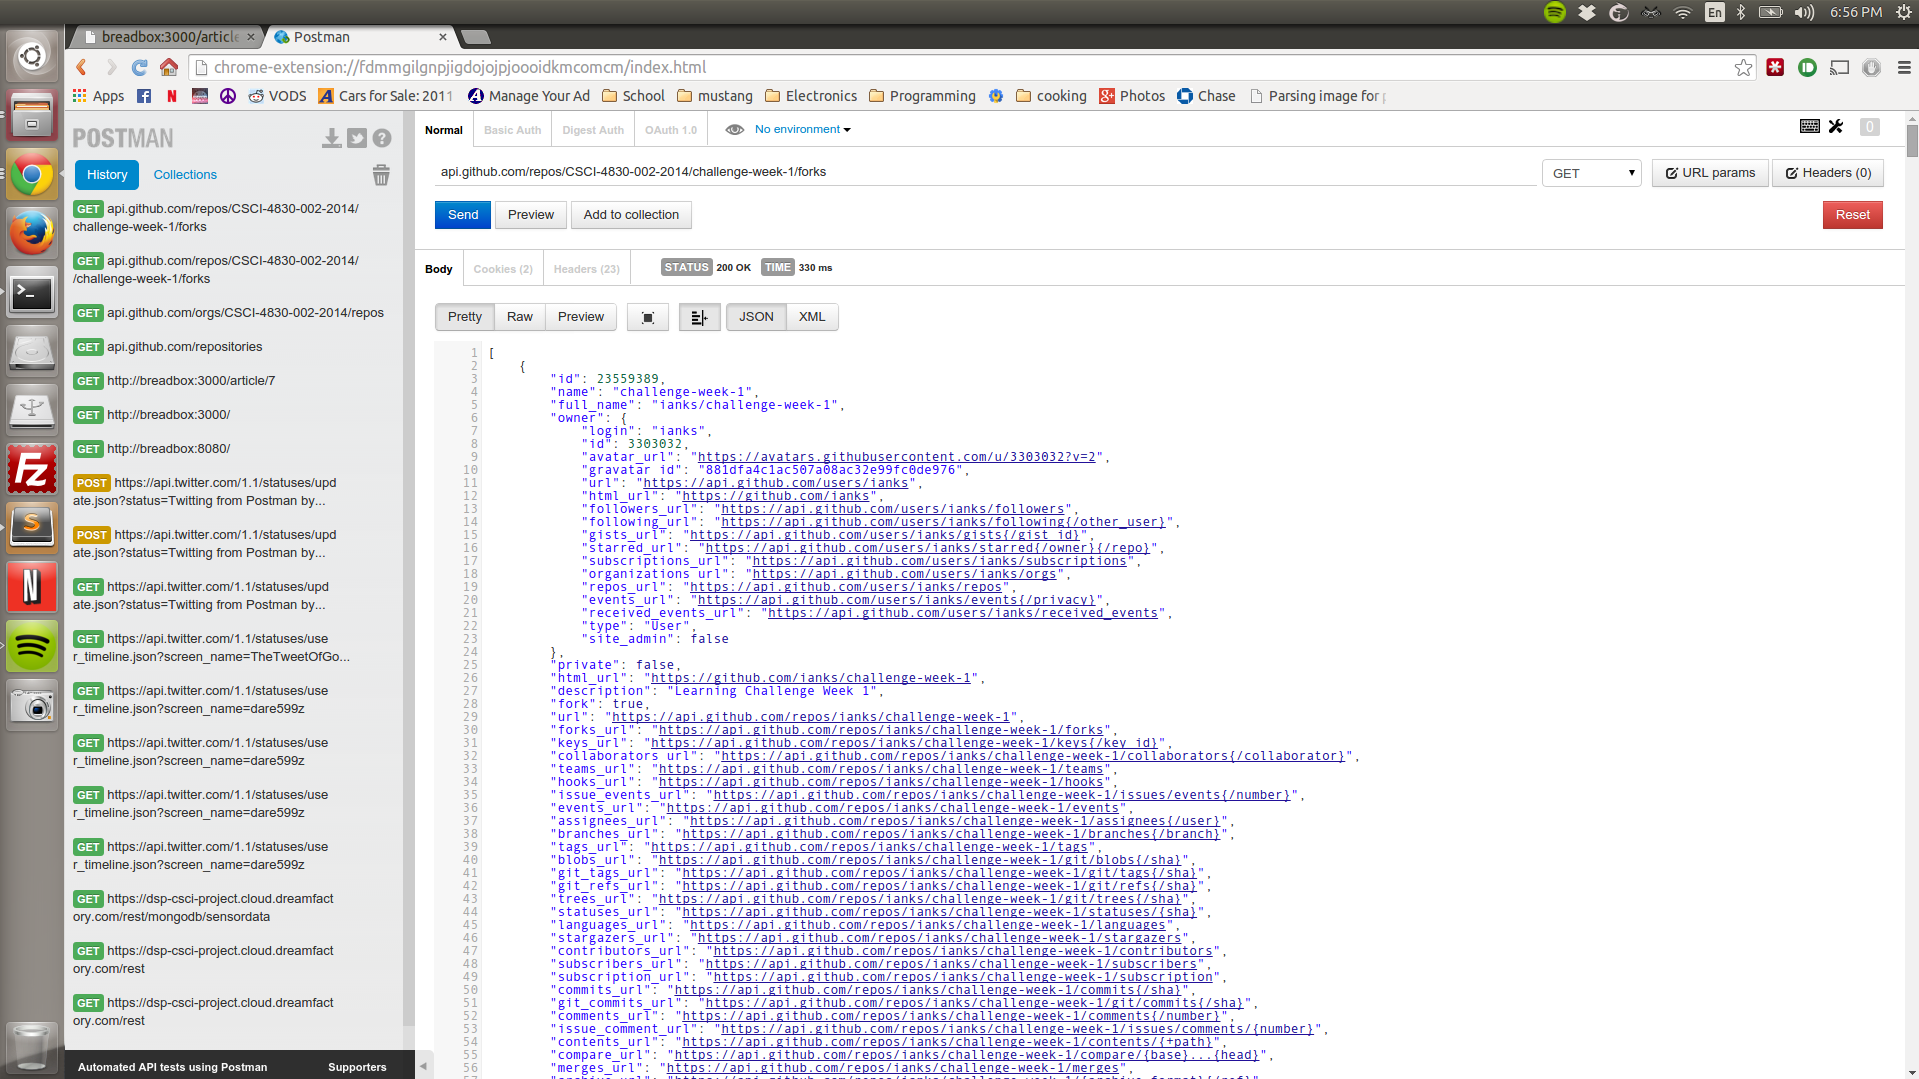 En
6:56 PM
breadbox:3000/article
Postman
chrome-extension://fdmmgilgnpjigdojojpjoooidkmcomcm/index.html
Apps
VODS
Cars for Sale: 2011
Manage Your Ad
School
mustang
Electronics
Programming
cooking
Photos
Chase
Parsing image for
POSTMAN
History
Collections
GET api.github.com/repos/CSCI-4830-002-2014/
challenge-week-1/forks
GET api.github.com/repos/CSCI-4830-002-2014/
/challenge-week-1/forks
GET api.github.com/orgs/CSCI-4830-002-2014/repos
GET api.github.com/repositories
GET http://breadbox:3000/article/7
GET http://breadbox:3000/
GET http://breadbox:8080/
POST https://api.twitter.com/1.1/statuses/upd
ate.json?status=Twitting from Postman by...
POST https://api.twitter.com/1.1/statuses/upd
ate.json?status=Twitting from Postman by...
GET https://api.twitter.com/1.1/statuses/upd
ate.json?status=Twitting from Postman by...
GET https://api.twitter.com/1.1/statuses/use
r_timeline.json?screen_name=TheTweetOfGo...
GET https://api.twitter.com/1.1/statuses/use
r_timeline.json?screen_name=dare599z
GET https://api.twitter.com/1.1/statuses/use
r_timeline.json?screen_name=dare599z
GET https://api.twitter.com/1.1/statuses/use
r_timeline.json?screen_name=dare599z
GET https://api.twitter.com/1.1/statuses/use
r_timeline.json?screen_name=dare599z
GET https://dsp-csci-project.cloud.dreamfact
ory.com/rest/mongodb/sensordata
GET https://dsp-csci-project.cloud.dreamfact
ory.com/rest
GET https://dsp-csci-project.cloud.dreamfact
ory.com/rest
Automated API tests using Postman
Supporters
Normal
Basic Auth
Digest Auth
OAuth 1.0
No environment
0
api.github.com/repos/CSCI-4830-002-2014/challenge-week-1/forks
GET
URL params
Headers (0)
Send
Preview
Add to collection
Reset
Body
Cookies (2)
Headers (23)
STATUS 200 OK
TIME 330 ms
Pretty
Raw
Preview
JSON
XML
1 [
2 {
3 "id": 23559389,
4 "name": "challenge-week-1",
5 "full_name": "ianks/challenge-week-1",
6 "owner": {
7 "login": "ianks",
8 "id": 3303032,
9 "avatar_url": "https://avatars.githubusercontent.com/u/3303032?v=2",
10 "gravatar_id": "881dfa4c1ac507a08ac32e99fc0de976",
11 "url": "https://api.github.com/users/ianks",
12 "html_url": "https://github.com/ianks",
13 "followers_url": "https://api.github.com/users/ianks/followers",
14 "following_url": "https://api.github.com/users/ianks/following{/other_user}",
15 "gists_url": "https://api.github.com/users/ianks/gists{/gist_id}",
16 "starred_url": "https://api.github.com/users/ianks/starred{/owner}{/repo}",
17 "subscriptions_url": "https://api.github.com/users/ianks/subscriptions",
18 "organizations_url": "https://api.github.com/users/ianks/orgs",
19 "repos_url": "https://api.github.com/users/ianks/repos",
20 "events_url": "https://api.github.com/users/ianks/events{/privacy}",
21 "received_events_url": "https://api.github.com/users/ianks/received_events",
22 "type": "User",
23 "site_admin": false
24 },
25 "private": false,
26 "html_url": "https://github.com/ianks/challenge-week-1",
27 "description": "Learning Challenge Week 1",
28 "fork": true,
29 "url": "https://api.github.com/repos/ianks/challenge-week-1",
30 "forks_url": "https://api.github.com/repos/ianks/challenge-week-1/forks",
31 "keys_url": "https://api.github.com/repos/ianks/challenge-week-1/keys{/key_id}",
32 "collaborators_url": "https://api.github.com/repos/ianks/challenge-week-1/collaborators{/collaborator}",
33 "teams_url": "https://api.github.com/repos/ianks/challenge-week-1/teams",
34 "hooks_url": "https://api.github.com/repos/ianks/challenge-week-1/hooks",
35 "issue_events_url": "https://api.github.com/repos/ianks/challenge-week-1/issues/events{/number}",
36 "events_url": "https://api.github.com/repos/ianks/challenge-week-1/events",
37 "assignees_url": "https://api.github.com/repos/ianks/challenge-week-1/assignees{/user}",
38 "branches_url": "https://api.github.com/repos/ianks/challenge-week-1/branches{/branch}",
39 "tags_url": "https://api.github.com/repos/ianks/challenge-week-1/tags",
40 "blobs_url": "https://api.github.com/repos/ianks/challenge-week-1/git/blobs{/sha}",
41 "git_tags_url": "https://api.github.com/repos/ianks/challenge-week-1/git/tags{/sha}",
42 "git_refs_url": "https://api.github.com/repos/ianks/challenge-week-1/git/refs{/sha}",
43 "trees_url": "https://api.github.com/repos/ianks/challenge-week-1/git/trees{/sha}",
44 "statuses_url": "https://api.github.com/repos/ianks/challenge-week-1/statuses/{sha}",
45 "languages_url": "https://api.github.com/repos/ianks/challenge-week-1/languages",
46 "stargazers_url": "https://api.github.com/repos/ianks/challenge-week-1/stargazers",
47 "contributors_url": "https://api.github.com/repos/ianks/challenge-week-1/contributors",
48 "subscribers_url": "https://api.github.com/repos/ianks/challenge-week-1/subscribers",
49 "subscription_url": "https://api.github.com/repos/ianks/challenge-week-1/subscription",
50 "commits_url": "https://api.github.com/repos/ianks/challenge-week-1/commits{/sha}",
51 "git_commits_url": "https://api.github.com/repos/ianks/challenge-week-1/git/commits{/sha}",
52 "comments_url": "https://api.github.com/repos/ianks/challenge-week-1/comments{/number}",
53 "issue_comment_url": "https://api.github.com/repos/ianks/challenge-week-1/issues/comments/{number}",
54 "contents_url": "https://api.github.com/repos/ianks/challenge-week-1/contents/{+path}",
55 "compare_url": "https://api.github.com/repos/ianks/challenge-week-1/compare/{base}...{head}",
56 "merges_url": "https://api.github.com/repos/ianks/challenge-week-1/merges",